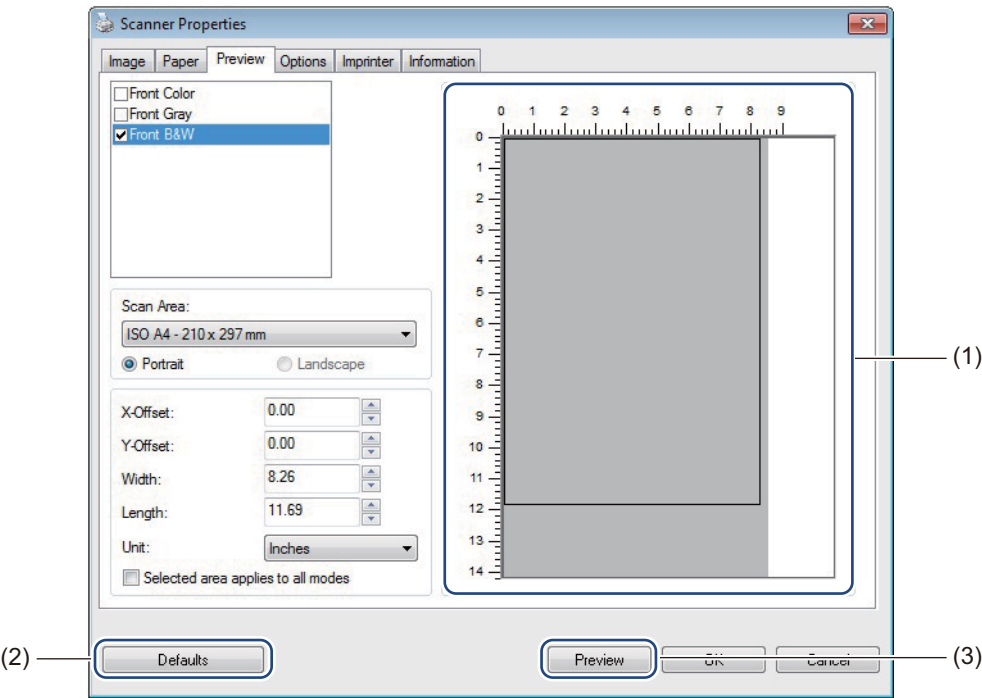 Scanner Properties
Image Paper Preview Options Imprinter Information
Front Color
Front Gray
Front B&W
Scan Area:
ISO A4 - 210 x 297 mm
Portrait Landscape
X-Offset: 0.00
Y-Offset: 0.00
Width: 8.26
Length: 11.69
Unit: Inches
Selected area applies to all modes
0 1 2 3 4 5 6 7 8 9
0
1
2
3
4
5
6
7
8
9
10
11
12
13
14
(1)
(2) Defaults Preview OK Cancel (3)